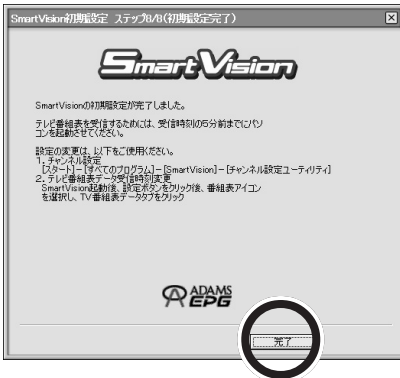 SmartVision初期設定 ステップ8/8(初期設定完了)
SmartVision
SmartVisionの初期設定が完了しました。
テレビ番組表を受信するためには、受信時刻の5分前までにパソ
コンを起動させてください。
設定の変更は、以下をご使用ください。
1. チャンネル設定
[スタート]-[すべてのプログラム]-[SmartVision]-[チャンネル設定ユーティリティ]
2. テレビ番組表データ受信時刻変更
SmartVision起動後、設定ボタンをクリック後、番組表アイコン
を選択し、TV番組表データタブをクリック
ADAMS
EPG
完了